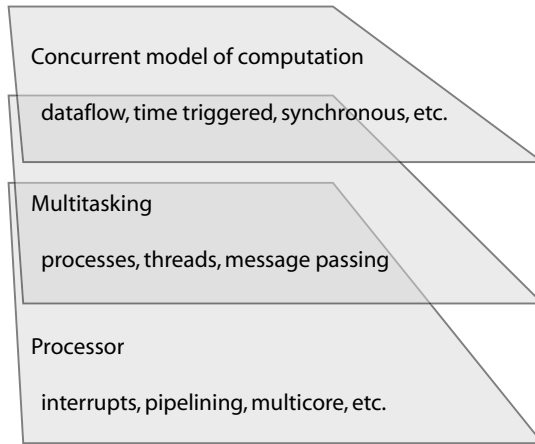 Concurrent model of computation
dataflow, time triggered, synchronous, etc.
Multitasking
processes, threads, message passing
Processor
interrupts, pipelining, multicore, etc.